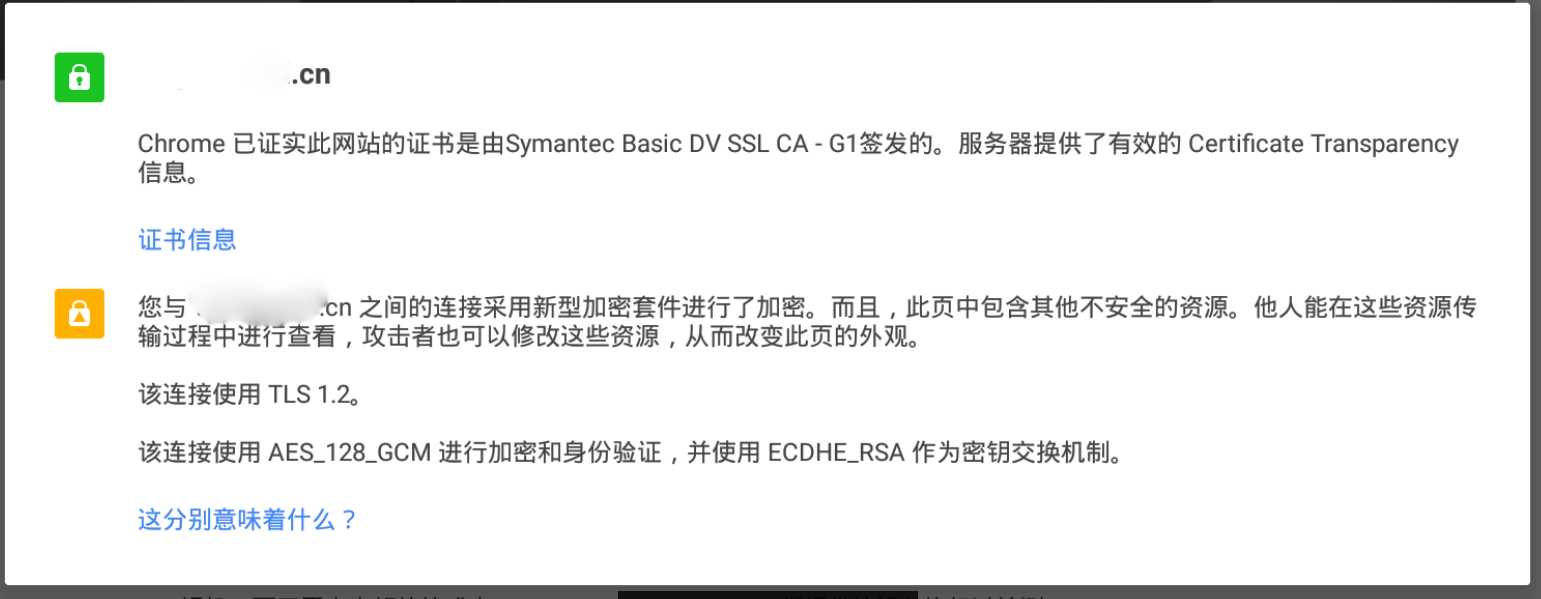 .cn
Chrome 已证实此网站的证书是由Symantec Basic DV SSL CA - G1签发的。服务器提供了有效的 Certificate Transparency
信息。
证书信息
您与 .cn 之间的连接采用新型加密套件进行了加密。而且，此页中包含其他不安全的资源。他人能在这些资源传
输过程中进行查看，攻击者也可以修改这些资源，从而改变此页的外观。
该连接使用 TLS 1.2。
该连接使用 AES_128_GCM 进行加密和身份验证，并使用 ECDHE_RSA 作为密钥交换机制。
这分别意味着什么？